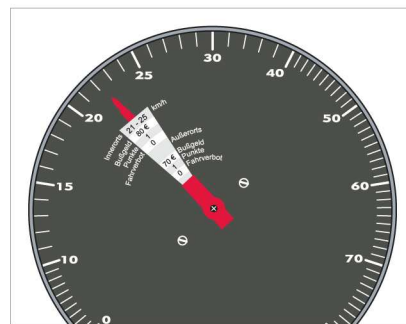 30
25
40
20
50
15
60
10
70
0
km/h
21 - 25
Innerorts
Bußgeld 80 €
Punkte 1
Fahrverbot 0
Außerorts
Bußgeld 70 €
Punkte 1
Fahrverbot 0